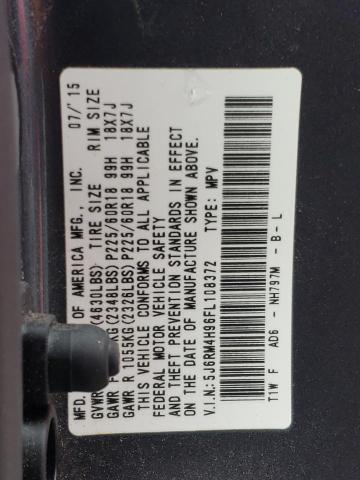 MFD. OF AMERICA MFG., INC. 07/'15
GVWR (4630LBS) TIRE SIZE RIM SIZE
GAWR F KG(2348LBS) P225/60R18 99H 18X7J
GAWR R 1055KG(2326LBS) P225/60R18 99H 18X7J
THIS VEHICLE CONFORMS TO ALL APPLICABLE
FEDERAL MOTOR VEHICLE SAFETY
AND THEFT PREVENTION STANDARDS IN EFFECT
ON THE DATE OF MANUFACTURE SHOWN ABOVE.
V.I.N:5J6RM4H96FL108372 TYPE: MPV
T1W F AD6 - NH797M - B - L